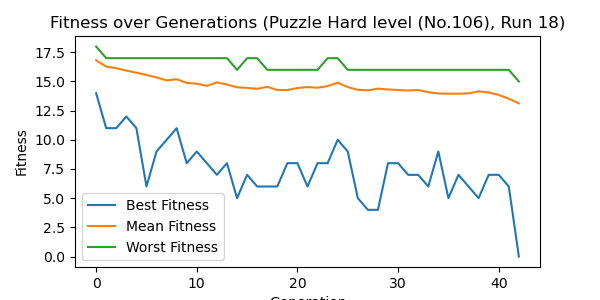 Fitness over Generations (Puzzle Hard level (No.106), Run 18)
17.5
15.0
12.5
10.0
7.5
5.0
2.5
0.0
Fitness
Best Fitness
Mean Fitness
Worst Fitness
0 10 20 30 40
Generation